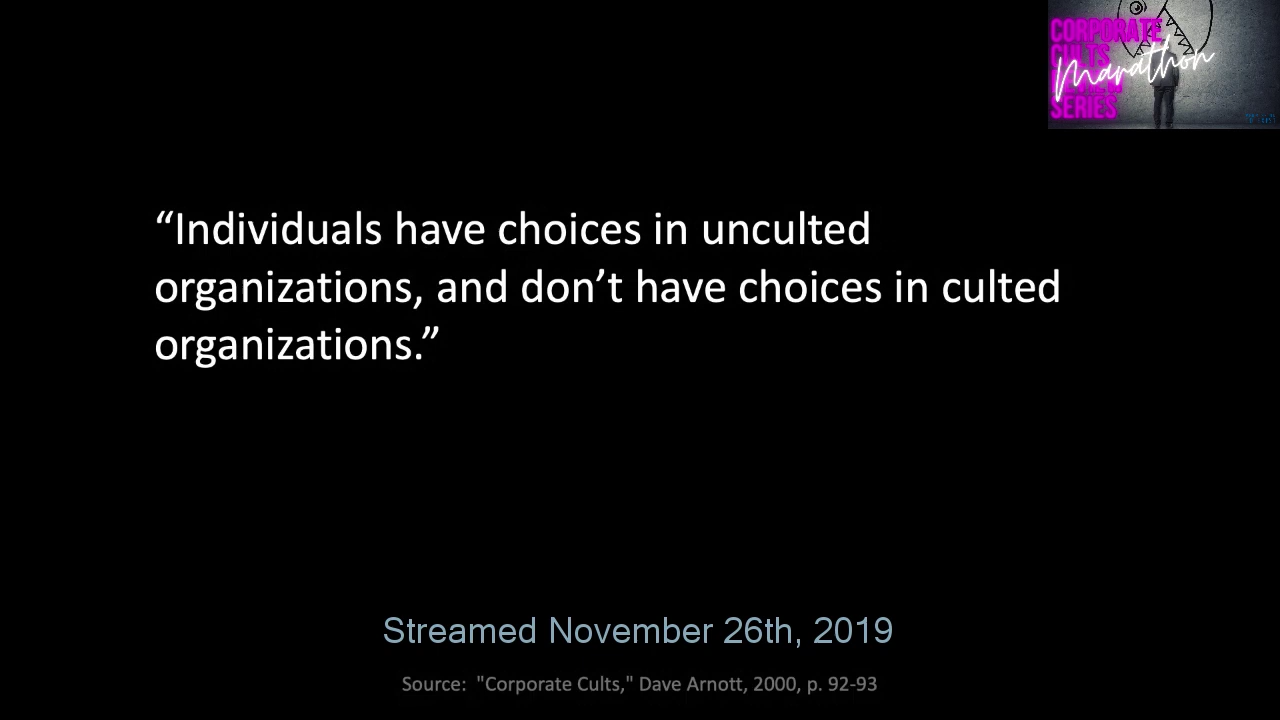 CORPORATE
CULTS
Marathon
SERIES
“Individuals have choices in unculted
organizations, and don’t have choices in culted
organizations.”
Streamed November 26th, 2019
Source:  "Corporate Cults," Dave Arnott, 2000, p. 92-93